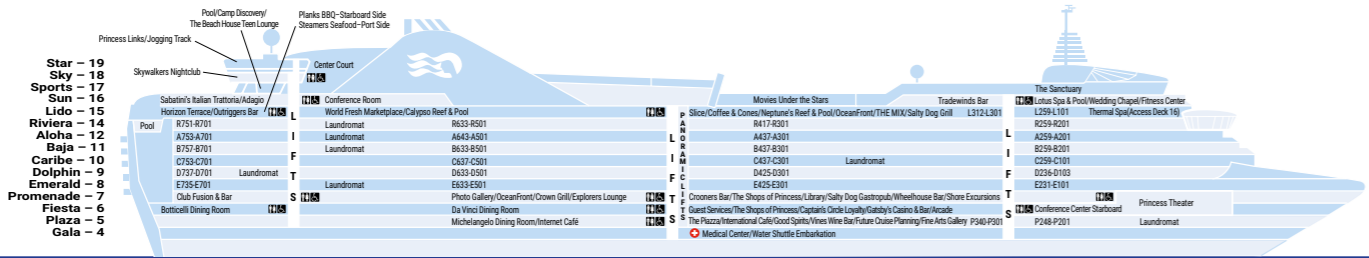 Pool/Camp Discovery/
The Beach House Teen Lounge
Planks BBQ–Starboard Side
Steamers Seafood–Port Side
Princess Links/Jogging Track
Skywalkers Nightclub
Center Court
Star – 19
Sky – 18
Sports – 17
Sun – 16
Lido – 15
Riviera – 14
Aloha – 12
Baja – 11
Caribe – 10
Dolphin – 9
Emerald – 8
Promenade – 7
Fiesta – 6
Plaza – 5
Gala – 4
The Sanctuary
Sabatini's Italian Trattoria/Adagio
Conference Room
Movies Under the Stars
Tradewinds Bar
Lotus Spa & Pool/Wedding Chapel/Fitness Center
Horizon Terrace/Outriggers Bar
World Fresh Marketplace/Calypso Reef & Pool
Slice/Coffee & Cones/Neptune's Reef & Pool/OceanFront/THE MIX/Salty Dog Grill
L312-L301
L259-L101
Thermal Spa(Access Deck 16)
Pool
R751-R701
Laundromat
R633-R501
R417-R301
R259-R201
A753-A701
Laundromat
A643-A501
A437-A301
A259-A201
B757-B701
Laundromat
B633-B501
B437-B301
B259-B201
C753-C701
C637-C501
C437-C301
Laundromat
C259-C101
D737-D701
Laundromat
D633-D501
D425-D301
D236-D103
E735-E701
Laundromat
E633-E501
E425-E301
E231-E101
Club Fusion & Bar
Photo Gallery/OceanFront/Crown Grill/Explorers Lounge
Crooners Bar/The Shops of Princess/Library/Salty Dog Gastropub/Wheelhouse Bar/Shore Excursions
Princess Theater
Botticelli Dining Room
Da Vinci Dining Room
Guest Services/The Shops of Princess/Captain's Circle Loyalty/Gatsby's Casino & Bar/Arcade
Conference Center Starboard
Michelangelo Dining Room/Internet Café
The Piazza/International Café/Good Spirits/Vines Wine Bar/Future Cruise Planning/Fine Arts Gallery
P340-P301
P248-P201
Laundromat
Medical Center/Water Shuttle Embarkation
LIFTS
LIFTS
PANORAMIC LIFTS
LIFTS